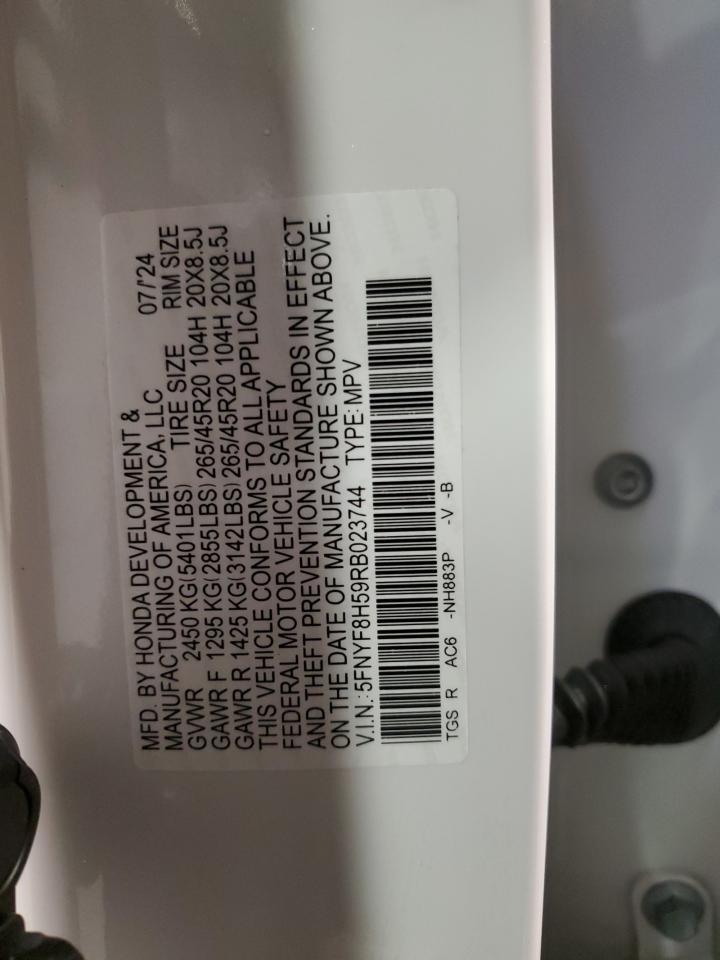 MFD. BY HONDA DEVELOPMENT &
MANUFACTURING OF AMERICA, LLC 07/'24
GVWR 2450 KG(5401LBS) TIRE SIZE RIM SIZE
GAWR F 1295 KG(2855LBS) 265/45R20 104H 20X8.5J
GAWR R 1425 KG(3142LBS) 265/45R20 104H 20X8.5J
THIS VEHICLE CONFORMS TO ALL APPLICABLE
FEDERAL MOTOR VEHICLE SAFETY
AND THEFT PREVENTION STANDARDS IN EFFECT
ON THE DATE OF MANUFACTURE SHOWN ABOVE.
V.I.N.: 5FNYF8H59RB023744 TYPE: MPV
TGS R AC6 -NH883P -V -B